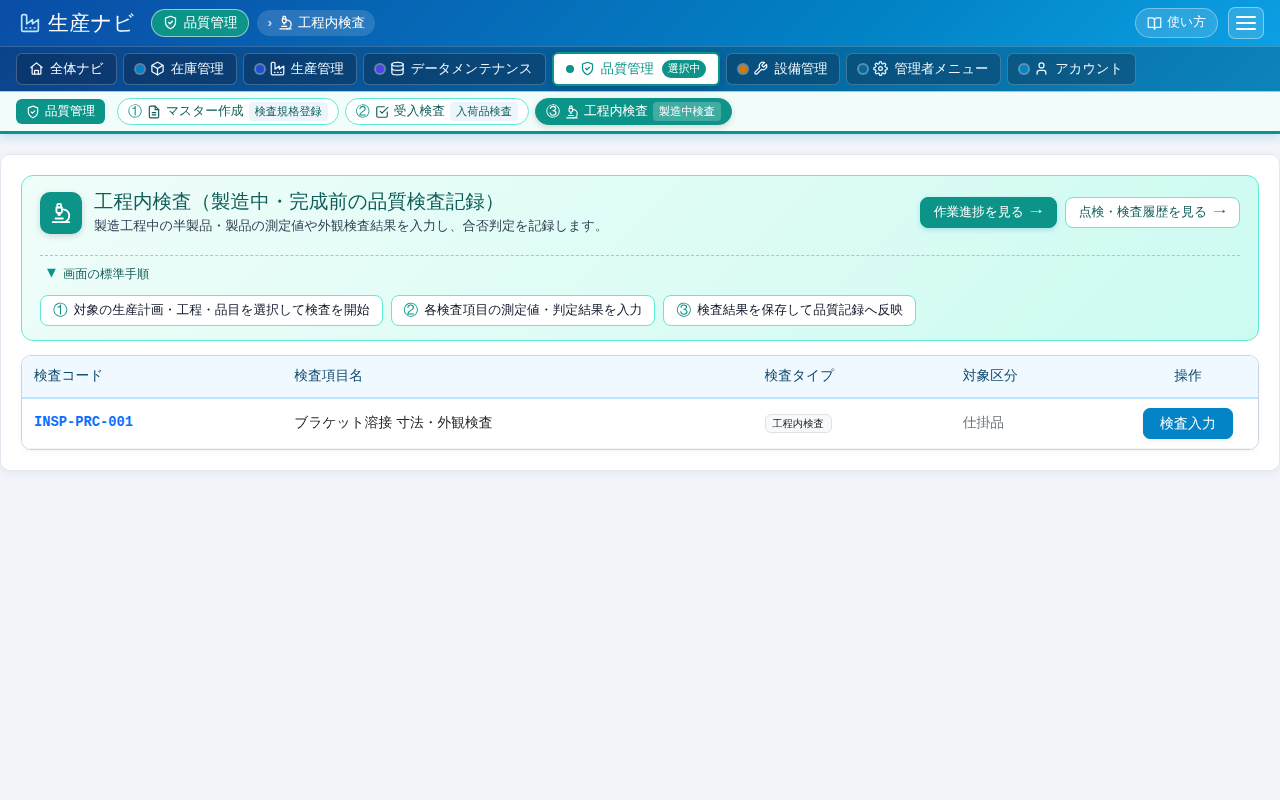 生産ナビ 品質管理 › 工程内検査 使い方
全体ナビ 在庫管理 生産管理 データメンテナンス 品質管理 選択中 設備管理 管理者メニュー アカウント
品質管理 ① マスター作成 検査規格登録 ② 受入検査 入荷品検査 ③ 工程内検査 製造中検査
工程内検査（製造中・完成前の品質検査記録）
製造工程中の半製品・製品の測定値や外観検査結果を入力し、合否判定を記録します。
作業進捗を見る → 点検・検査履歴を見る →
▼ 画面の標準手順
① 対象の生産計画・工程・品目を選択して検査を開始 ② 各検査項目の測定値・判定結果を入力 ③ 検査結果を保存して品質記録へ反映
検査コード 検査項目名 検査タイプ 対象区分 操作
INSP-PRC-001 ブラケット溶接 寸法・外観検査 工程内検査 仕掛品 検査入力